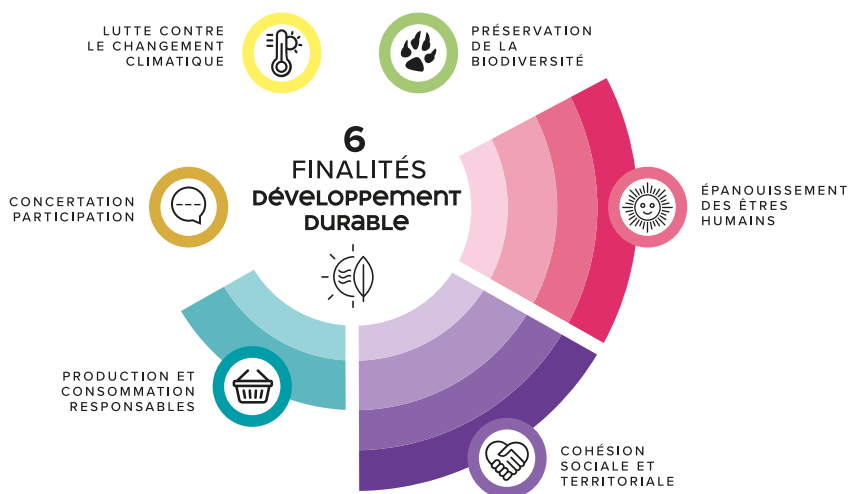 LUTTE CONTRE
LE CHANGEMENT
CLIMATIQUE
PRÉSERVATION
DE LA
BIODIVERSITÉ
6
FINALITÉS
DÉVELOPPEMENT
DURABLE
CONCERTATION
PARTICIPATION
ÉPANOUISSEMENT
DES ÊTRES
HUMAINS
PRODUCTION ET
CONSOMMATION
RESPONSABLES
COHÉSION
SOCIALE ET
TERRITORIALE